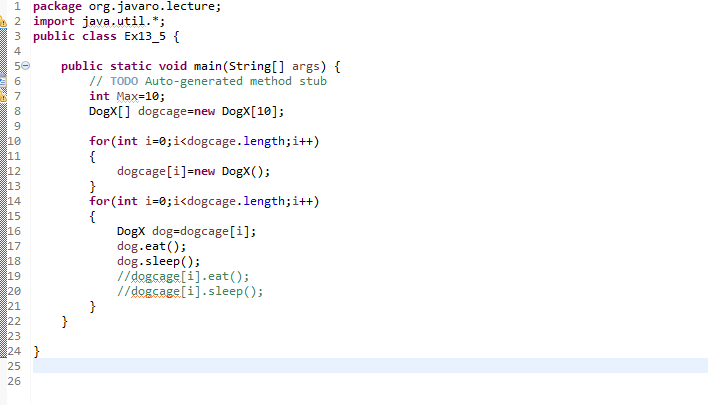 1 package org.javaro.lecture;
2 import java.util.*;
3 public class Ex13_5 {
4
5 public static void main(String[] args) {
6 // TODO Auto-generated method stub
7 int Max=10;
8 DogX[] dogcage=new DogX[10];
9
10 for(int i=0;i<dogcage.length;i++)
11 {
12 dogcage[i]=new DogX();
13 }
14 for(int i=0;i<dogcage.length;i++)
15 {
16 DogX dog=dogcage[i];
17 dog.eat();
18 dog.sleep();
19 //dogcage[i].eat();
20 //dogcage[i].sleep();
21 }
22 }
23
24 }
25
26